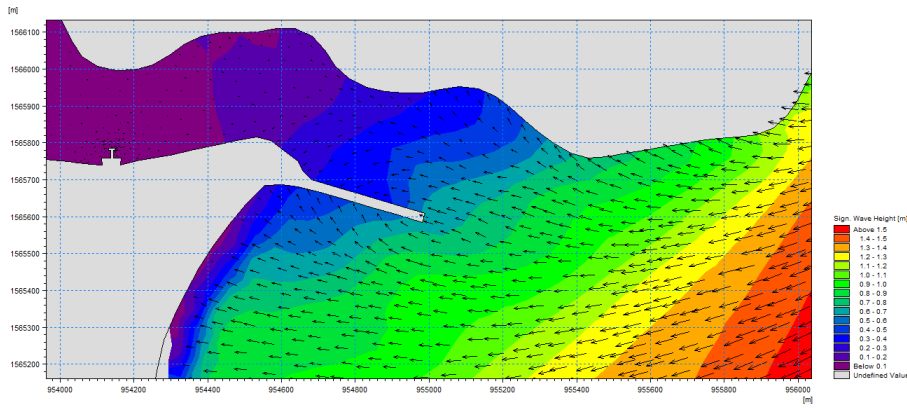 [m]
1566100
1566000
1565900
1565800
1565700
1565600
1565500
1565400
1565300
1565200
954000 954200 954400 954600 954800 955000 955200 955400 955600 955800 956000
[m]
Sign. Wave Height [m]
Above 1.5
1.4 - 1.5
1.3 - 1.4
1.2 - 1.3
1.1 - 1.2
1.0 - 1.1
0.9 - 1.0
0.8 - 0.9
0.7 - 0.8
0.6 - 0.7
0.5 - 0.6
0.4 - 0.5
0.3 - 0.4
0.2 - 0.3
0.1 - 0.2
Below 0.1
Undefined Value